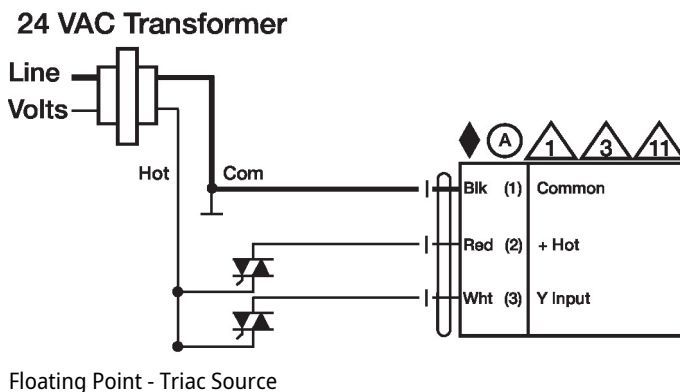 24 VAC Transformer
Line
Volts
Hot
Com
A 1 3 11
Blk (1) Common
Red (2) + Hot
Wht (3) Y Input
Floating Point - Triac Source